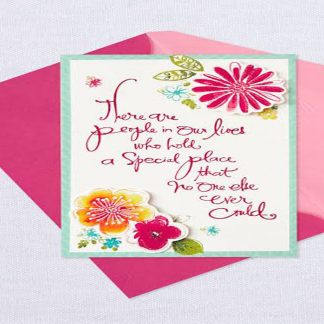 There are
people in our lives
who hold
a Special place
that
no one else
ever
Could